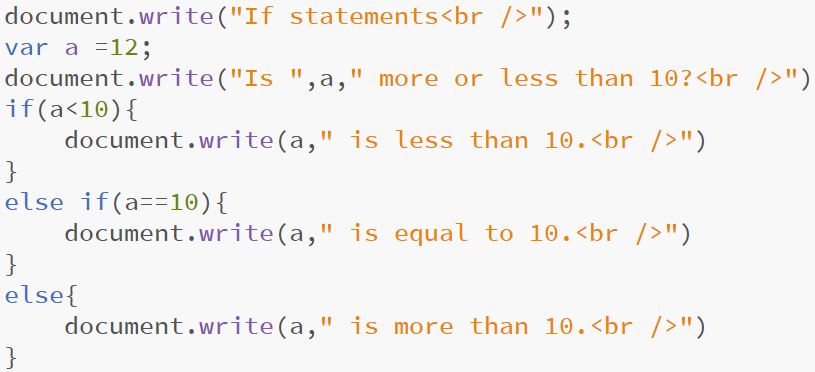 document.write("If statements<br />");
var a =12;
document.write("Is ",a," more or less than 10?<br />")
if(a<10){
    document.write(a," is less than 10.<br />")
}
else if(a==10){
    document.write(a," is equal to 10.<br />")
}
else{
    document.write(a," is more than 10.<br />")
}